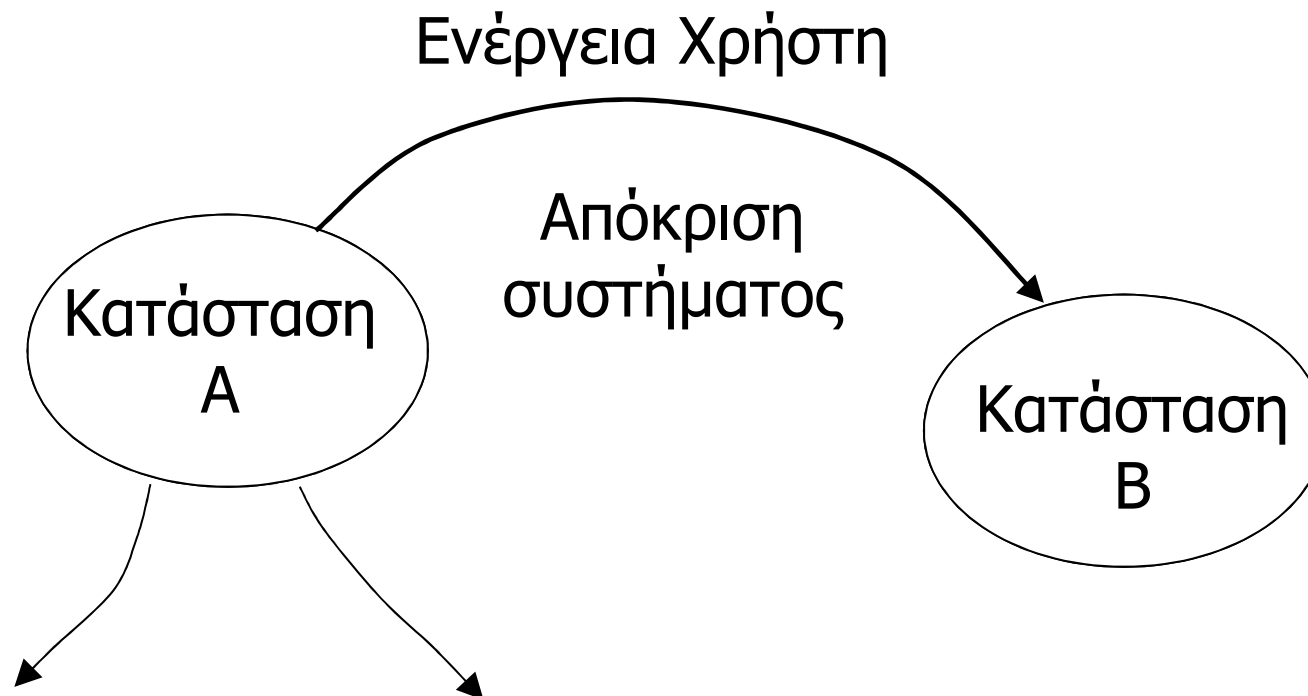 Ενέργεια Χρήστη
Απόκριση
συστήματος
Κατάσταση
Α
Κατάσταση
Β